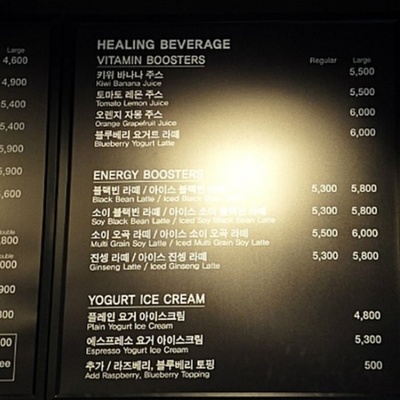 Large
4,600
4,900
5,400
5,400
5,900
5,900
5,600
HEALING BEVERAGE
VITAMIN BOOSTERS
Regular Large
키위 바나나 주스 5,500
Kiwi Banana Juice
토마토 레몬 주스 5,500
Tomato Lemon Juice
오렌지 자몽 주스 6,000
Orange Grapefruit Juice
블루베리 요거트 라떼 6,000
Blueberry Yogurt Latte
ENERGY BOOSTERS
블랙빈 라떼 / 아이스 블랙빈 라떼 5,300 5,800
Black Bean Latte / Iced Black Bean Latte
소이 블랙빈 라떼 / 아이스 소이 블랙빈 라떼 5,300 5,800
Soy Black Bean Latte / Iced Soy Black Bean Latte
소이 오곡 라떼 / 아이스 소이 오곡 라떼 5,500 6,000
Multi Grain Soy Latte / Iced Multi Grain Soy Latte
진셍 라떼 / 아이스 진셍 라떼 5,300 5,800
Ginseng Latte / Iced Ginseng Latte
YOGURT ICE CREAM
플레인 요거 아이스크림 4,800
Plain Yogurt Ice Cream
에스프레소 요거 아이스크림 5,300
Espresso Yogurt Ice Cream
추가 / 라즈베리, 블루베리 토핑 500
Add Raspberry, Blueberry Topping